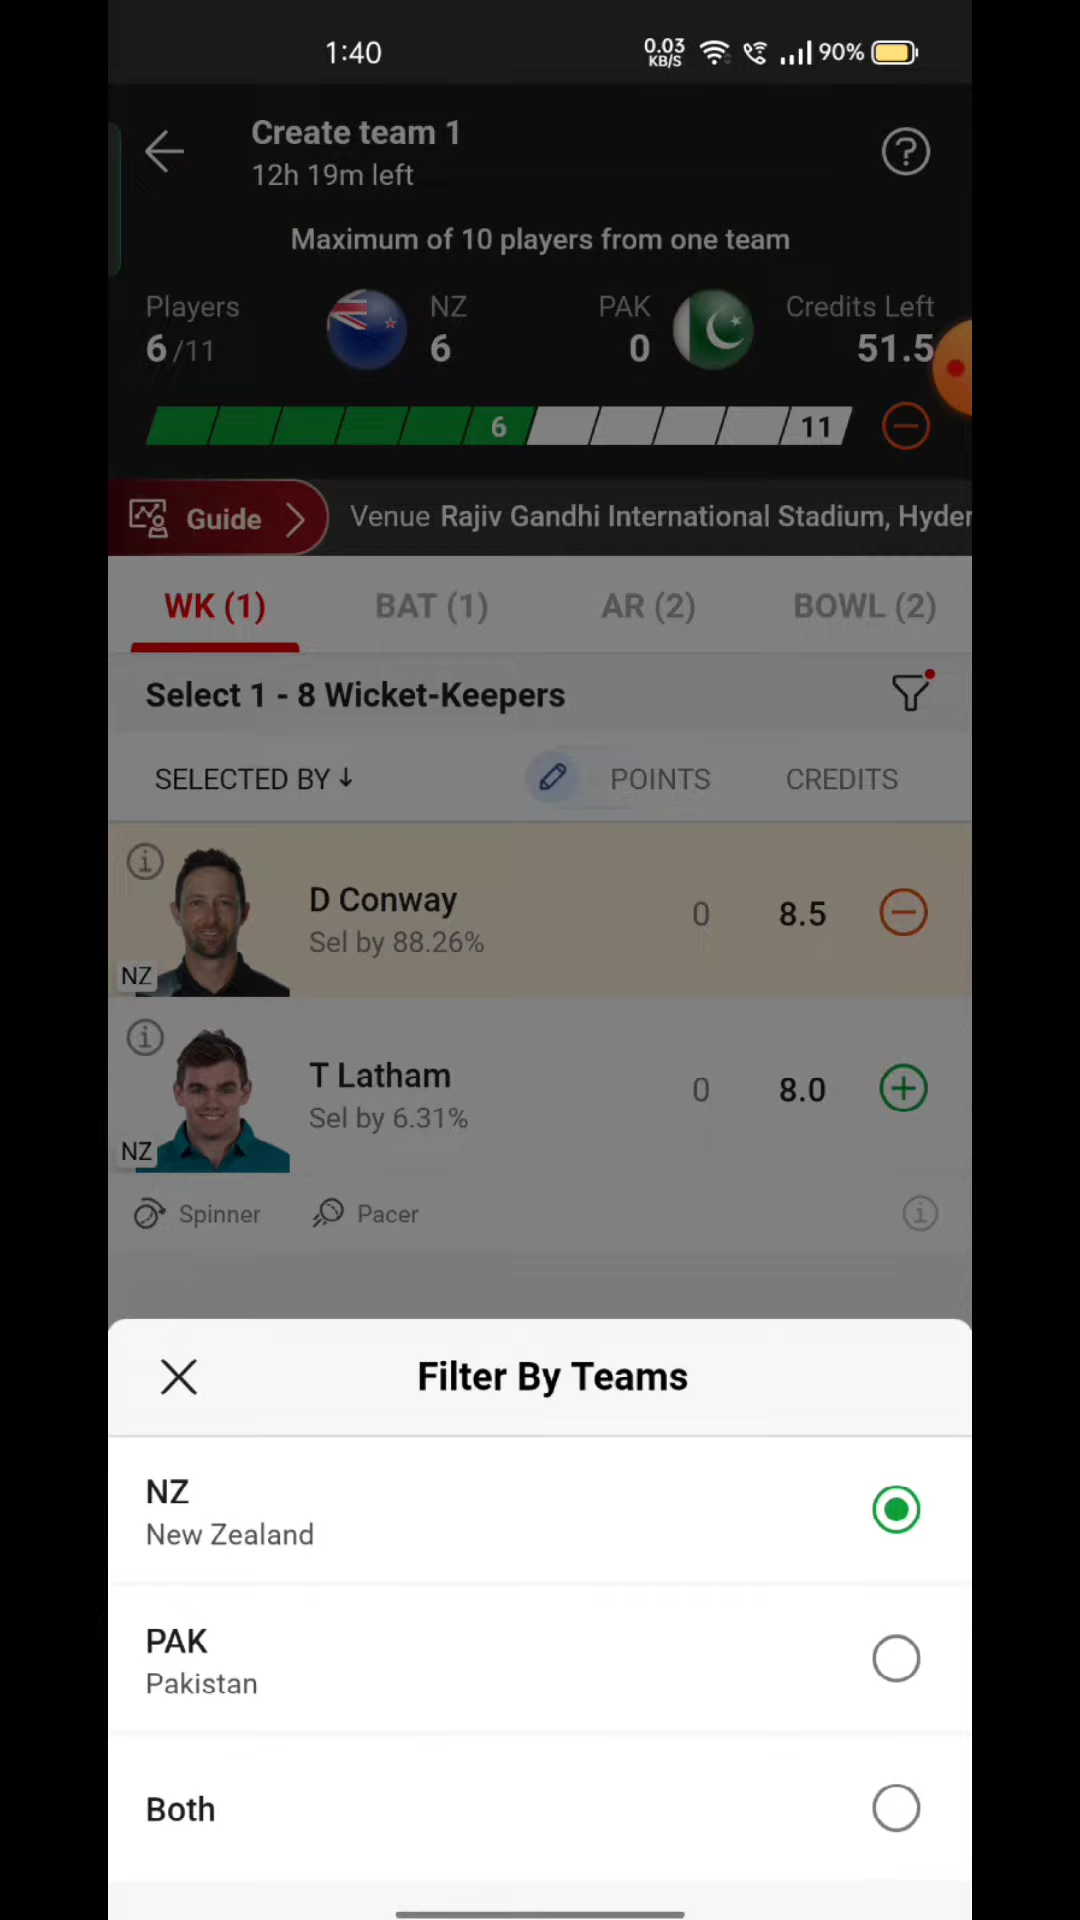 1:40
0.03 KB/S
90%
Create team 1
12h 19m left
Maximum of 10 players from one team
Players
6/11
NZ
6
PAK
0
Credits Left
51.5
6
11
Guide
Venue Rajiv Gandhi International Stadium, Hyder
WK (1)
BAT (1)
AR (2)
BOWL (2)
Select 1 - 8 Wicket-Keepers
SELECTED BY ↓
POINTS
CREDITS
D Conway
Sel by 88.26%
NZ
0
8.5
T Latham
Sel by 6.31%
NZ
0
8.0
Spinner
Pacer
Filter By Teams
NZ
New Zealand
PAK
Pakistan
Both